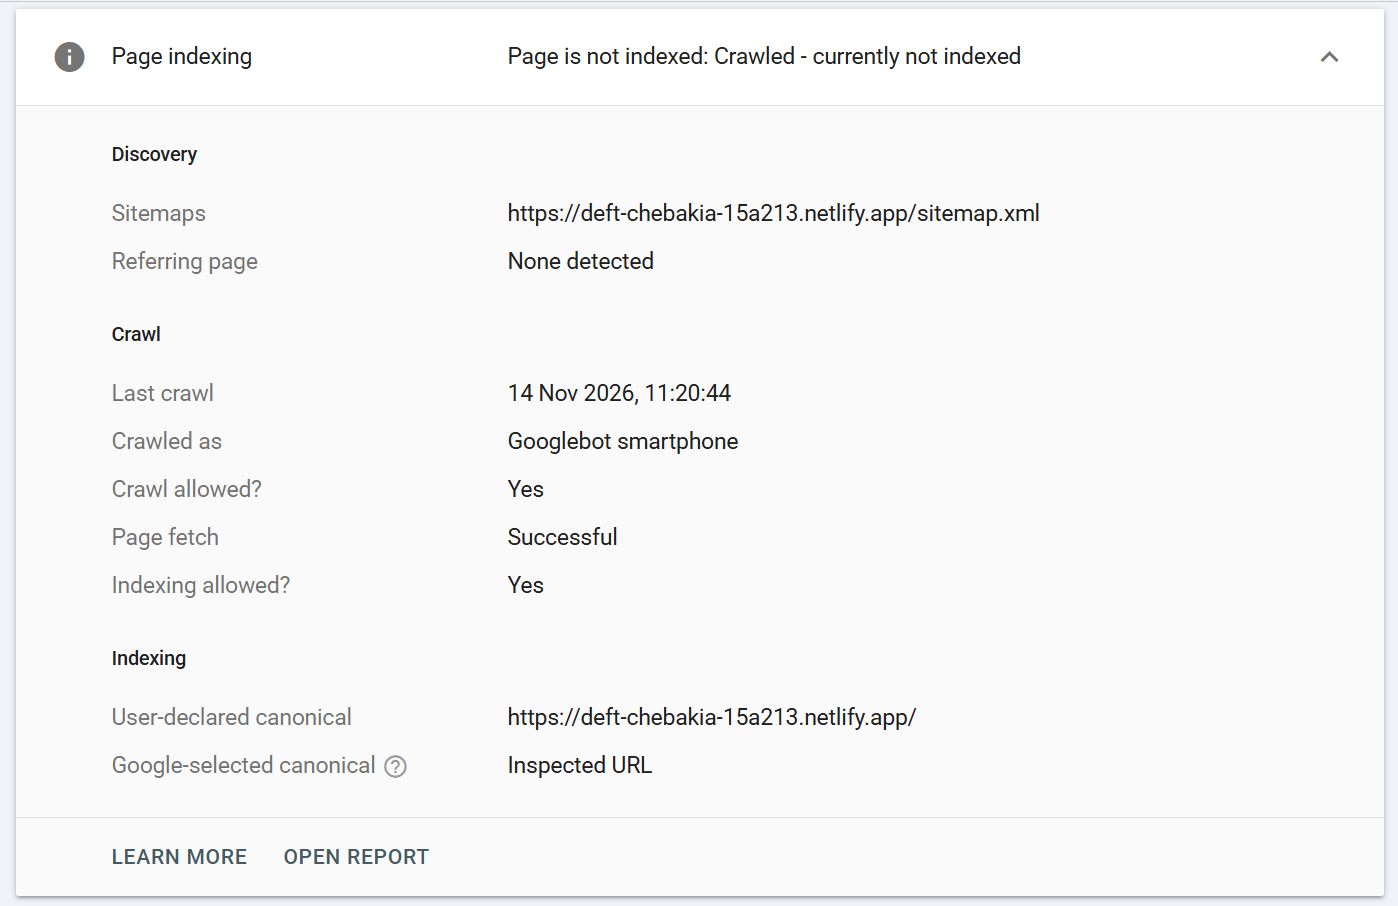 Page indexing Page is not indexed: Crawled - currently not indexed
Discovery
Sitemaps https://deft-chebakia-15a213.netlify.app/sitemap.xml
Referring page None detected
Crawl
Last crawl 14 Nov 2026, 11:20:44
Crawled as Googlebot smartphone
Crawl allowed? Yes
Page fetch Successful
Indexing allowed? Yes
Indexing
User-declared canonical https://deft-chebakia-15a213.netlify.app/
Google-selected canonical Inspected URL
LEARN MORE OPEN REPORT